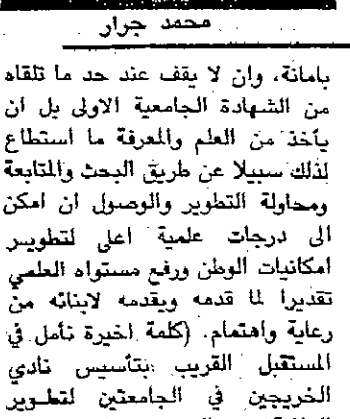 محمد جرار
بامانة، وان لا يقف عند حد ما تلقاه
من الشهادة الجامعية الاولى بل ان
يأخذ من العلم والمعرفة ما استطاع
لذلك سبيلا عن طريق البحث والمتابعة
ومحاولة التطوير والوصول ان امكن
الى درجات علمية اعلى لتطويسر
امكانيات الوطن ورفع مستواه العلمي
تقديرا لما قدمه ويقدمه لابنائه من
رعاية واهتمام. (كلمة اخيرة نأمل في
المستقبل القريب بتأسيس نادي
الخريجين في الجامعتين لتطوير